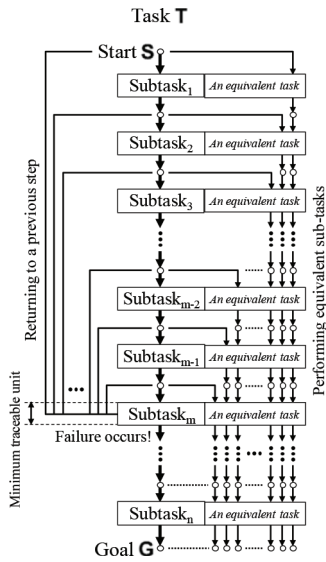 Task T
Start S
Subtask1 An equivalent task
Subtask2 An equivalent task
Subtask3 An equivalent task
Returning to a previous step
Performing equivalent sub-tasks
Subtaskm-2 An equivalent task
Subtaskm-1 An equivalent task
Minimum traceable unit
Subtaskm An equivalent task
Failure occurs!
Subtaskn An equivalent task
Goal G